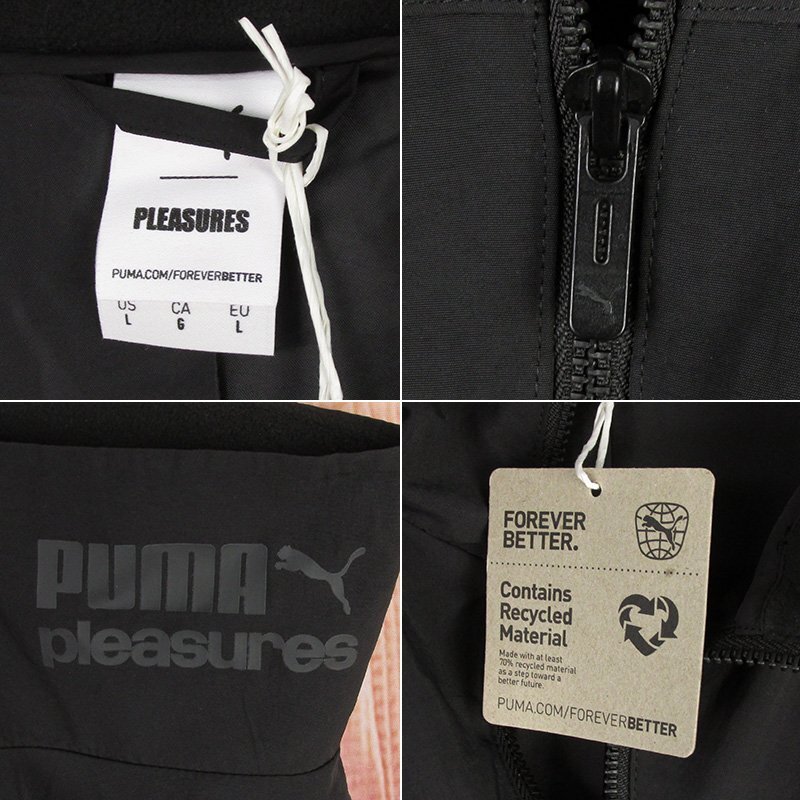 PLEASURES
PUMA.COM/FOREVERBETTER
US CA EU
L G L
PUMA
pleasures
FOREVER
BETTER.
Contains
Recycled
Material
Made with at least
70% recycled material
as a step toward a
better future.
PUMA.COM/FOREVERBETTER